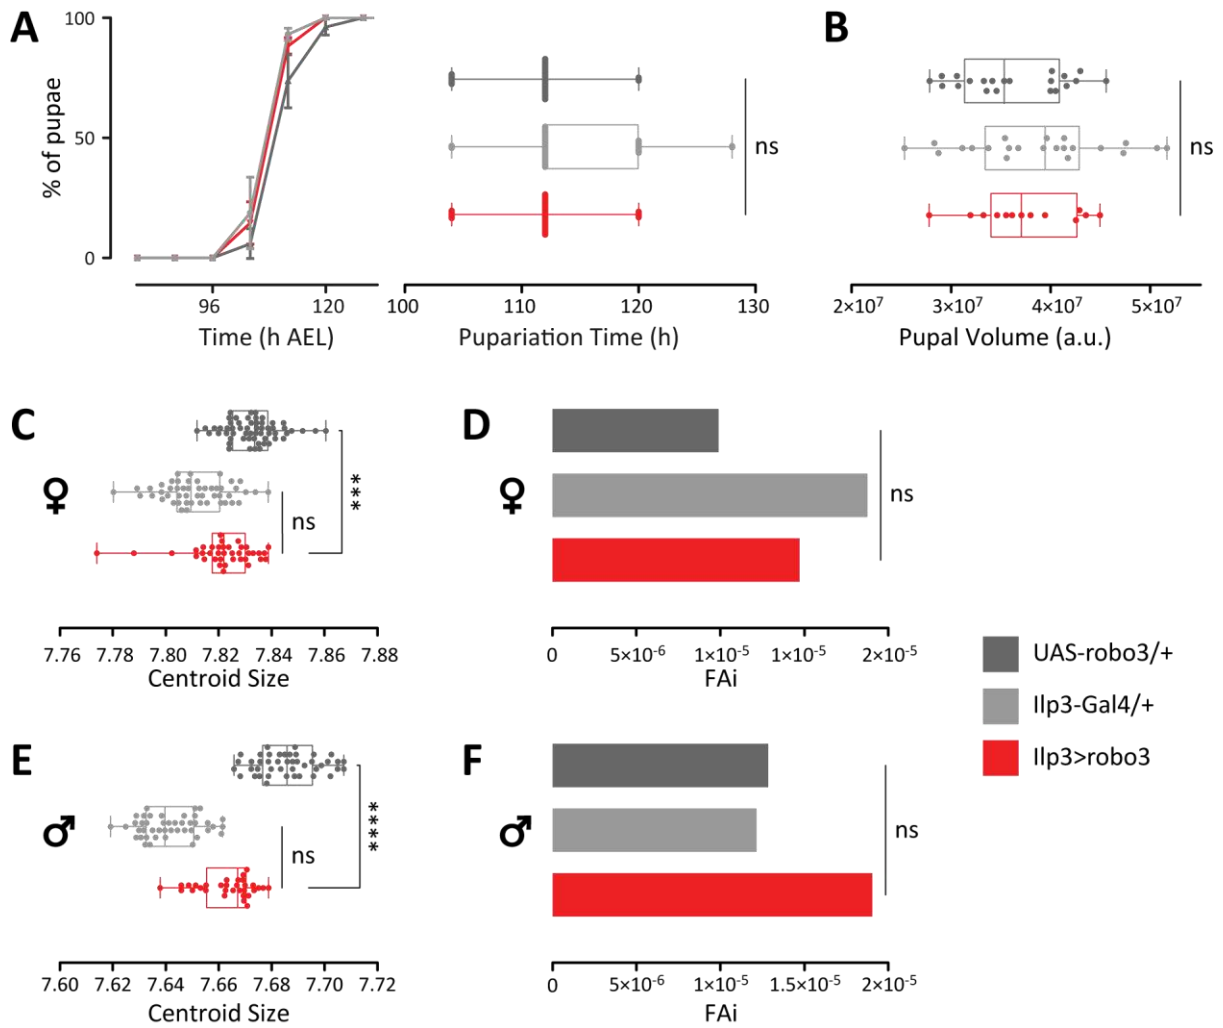 A
100
50
0
% of pupae
96
120
Time (h AEL)
ns
100
110
120
130
Pupariation Time (h)
B
ns
2×10⁷
3×10⁷
4×10⁷
5×10⁷
Pupal Volume (a.u.)
C
♀
ns
***
7.76
7.78
7.80
7.82
7.84
7.86
7.88
Centroid Size
D
♀
ns
0
5×10⁻⁶
1×10⁻⁵
1×10⁻⁵
2×10⁻⁵
FAi
UAS-robo3/+
Ilp3-Gal4/+
Ilp3>robo3
E
♂
ns
****
7.60
7.62
7.64
7.66
7.68
7.70
7.72
Centroid Size
F
♂
ns
0
5×10⁻⁶
1×10⁻⁵
1.5×10⁻⁵
2×10⁻⁵
FAi